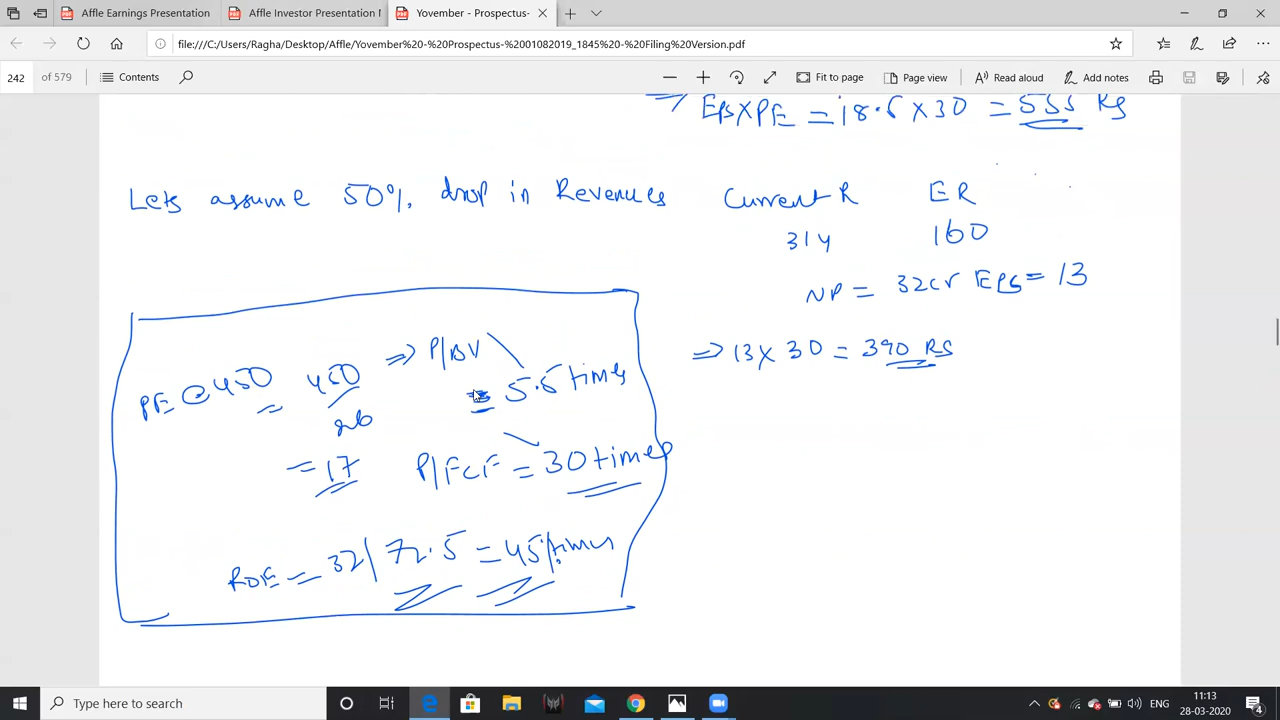 Affle Earnings Presentation
Affle Investor Presentation
Yovember - Prospectus-
file:///C:/Users/Ragha/Desktop/Affle/Yovember%20-%20Prospectus-%2001082019_1845%20-%20Filing%20Version.pdf
242 of 579 Contents Fit to page Page view Read aloud Add notes
⇒ EPS X PE = 18.5 X 30 = 555 Rs
Lets assume 50% drop in Revenues
Current R ER
314 160
NP = 32cr EPS = 13
⇒ 13 X 30 = 390 RS
⇒ P/BV
PE @ 450 450 = 5.5 times
26
= 17 P/FCF = 30 times
ROE = 32/72.5 = 45% times
Type here to search
ENG
11:13
28-03-2020